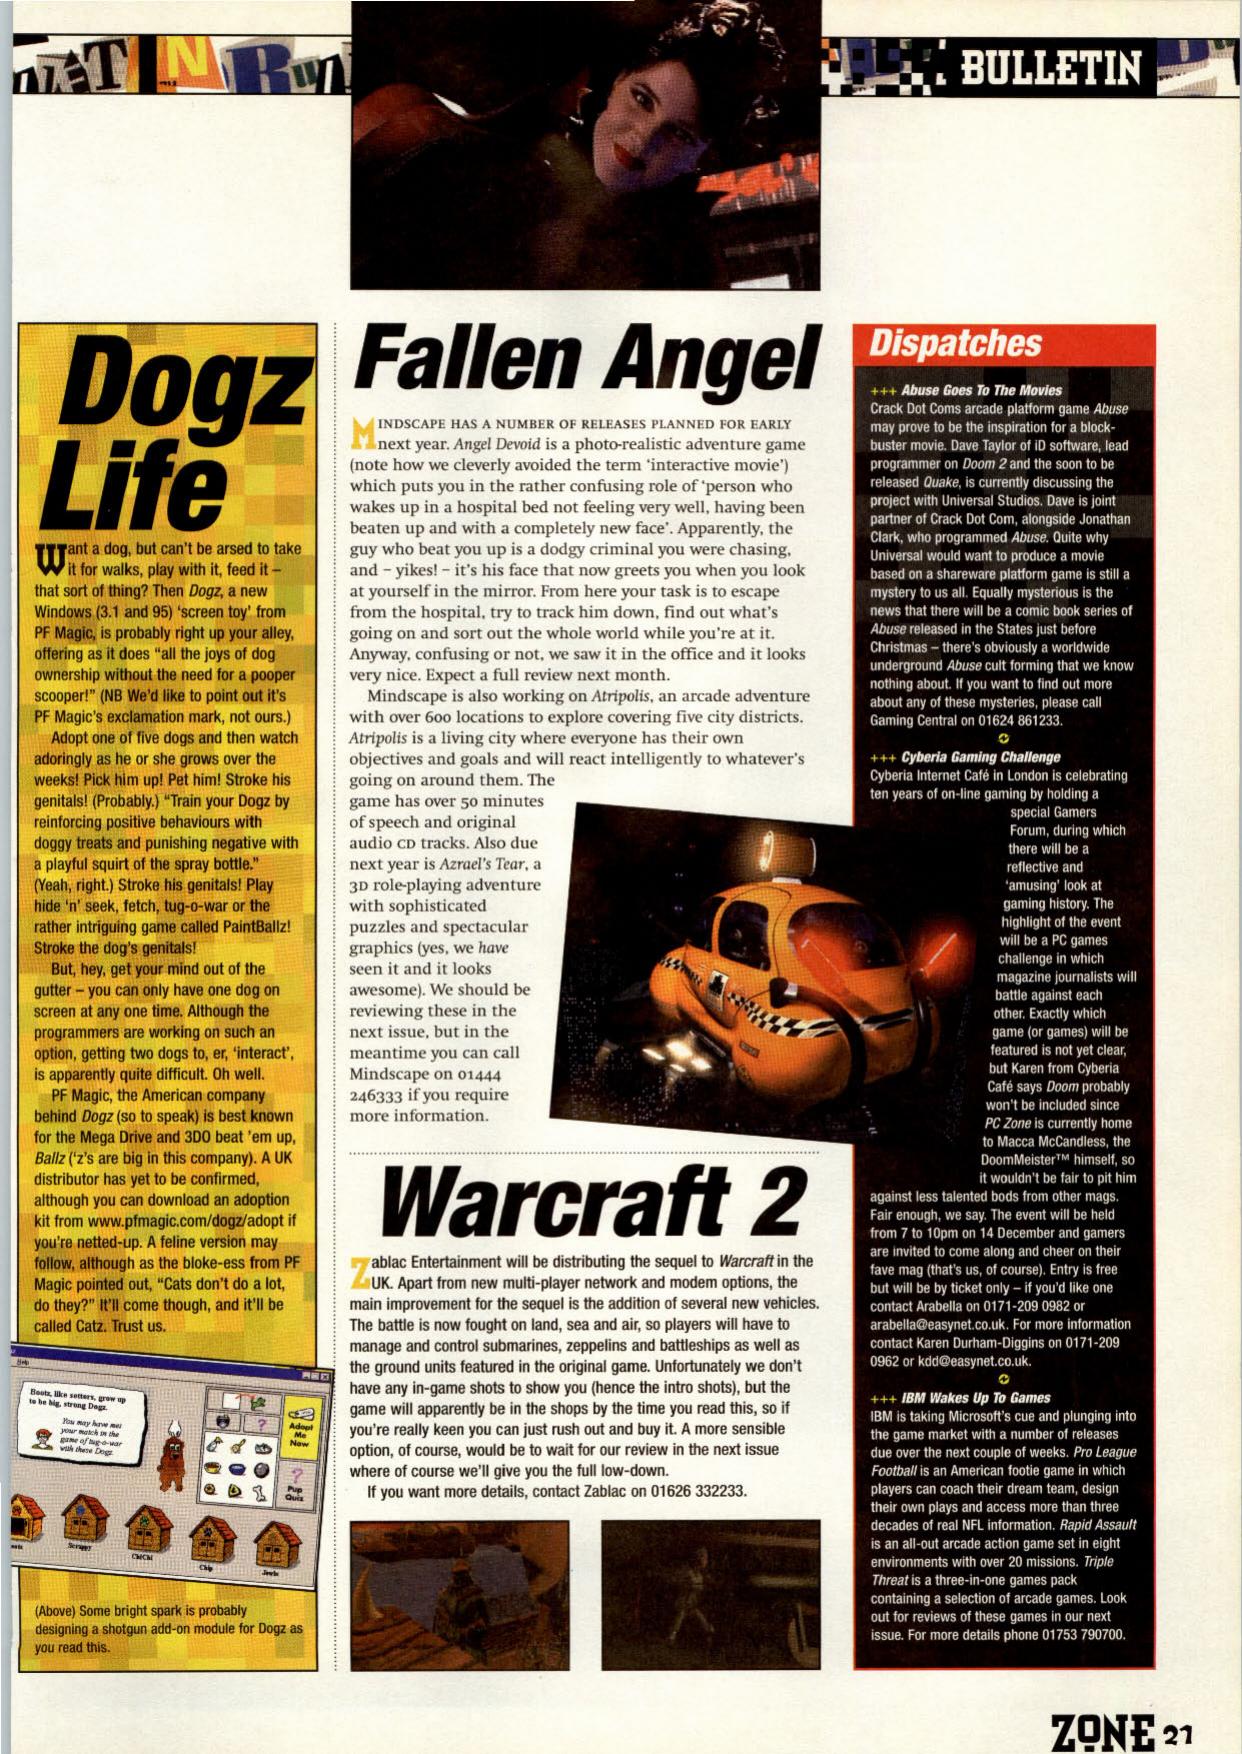 BULLETIN
Dogz
Life
Want a dog, but can't be arsed to take
it for walks, play with it, feed it –
that sort of thing? Then Dogz, a new
Windows (3.1 and 95) 'screen toy' from
PF Magic, is probably right up your alley,
offering as it does "all the joys of dog
ownership without the need for a pooper
scooper!" (NB We'd like to point out it's
PF Magic's exclamation mark, not ours.)
Adopt one of five dogs and then watch
adoringly as he or she grows over the
weeks! Pick him up! Pet him! Stroke his
genitals! (Probably.) "Train your Dogz by
reinforcing positive behaviours with
doggy treats and punishing negative with
a playful squirt of the spray bottle."
(Yeah, right.) Stroke his genitals! Play
hide 'n' seek, fetch, tug-o-war or the
rather intriguing game called PaintBallz!
Stroke the dog's genitals!
But, hey, get your mind out of the
gutter – you can only have one dog on
screen at any one time. Although the
programmers are working on such an
option, getting two dogs to, er, 'interact',
is apparently quite difficult. Oh well.
PF Magic, the American company
behind Dogz (so to speak) is best known
for the Mega Drive and 3DO beat 'em up,
Ballz ('z's are big in this company). A UK
distributor has yet to be confirmed,
although you can download an adoption
kit from www.pfmagic.com/dogz/adopt if
you're netted-up. A feline version may
follow, although as the bloke-ess from PF
Magic pointed out, "Cats don't do a lot,
do they?" It'll come though, and it'll be
called Catz. Trust us.
Help
Bootz, like setters, grow up
to be big, strong Dogz.
You may have met
your match in the
game of tug-o-war
with these Dogz
Adopt
Me
Now
Pup
Quiz
Scrappy
ChiChi
Chip
Jowls
(Above) Some bright spark is probably
designing a shotgun add-on module for Dogz as
you read this.
Fallen Angel
MINDSCAPE HAS A NUMBER OF RELEASES PLANNED FOR EARLY
next year. Angel Devoid is a photo-realistic adventure game
(note how we cleverly avoided the term 'interactive movie')
which puts you in the rather confusing role of 'person who
wakes up in a hospital bed not feeling very well, having been
beaten up and with a completely new face'. Apparently, the
guy who beat you up is a dodgy criminal you were chasing,
and – yikes! – it's his face that now greets you when you look
at yourself in the mirror. From here your task is to escape
from the hospital, try to track him down, find out what's
going on and sort out the whole world while you're at it.
Anyway, confusing or not, we saw it in the office and it looks
very nice. Expect a full review next month.
Mindscape is also working on Atripolis, an arcade adventure
with over 600 locations to explore covering five city districts.
Atripolis is a living city where everyone has their own
objectives and goals and will react intelligently to whatever's
going on around them. The
game has over 50 minutes
of speech and original
audio CD tracks. Also due
next year is Azrael's Tear, a
3D role-playing adventure
with sophisticated
puzzles and spectacular
graphics (yes, we have
seen it and it looks
awesome). We should be
reviewing these in the
next issue, but in the
meantime you can call
Mindscape on 01444
246333 if you require
more information.
Warcraft 2
Zablac Entertainment will be distributing the sequel to Warcraft in the
UK. Apart from new multi-player network and modem options, the
main improvement for the sequel is the addition of several new vehicles.
The battle is now fought on land, sea and air, so players will have to
manage and control submarines, zeppelins and battleships as well as
the ground units featured in the original game. Unfortunately we don't
have any in-game shots to show you (hence the intro shots), but the
game will apparently be in the shops by the time you read this, so if
you're really keen you can just rush out and buy it. A more sensible
option, of course, would be to wait for our review in the next issue
where of course we'll give you the full low-down.
If you want more details, contact Zablac on 01626 332233.
Dispatches
+++ Abuse Goes To The Movies
Crack Dot Coms arcade platform game Abuse
may prove to be the inspiration for a block-
buster movie. Dave Taylor of iD software, lead
programmer on Doom 2 and the soon to be
released Quake, is currently discussing the
project with Universal Studios. Dave is joint
partner of Crack Dot Com, alongside Jonathan
Clark, who programmed Abuse. Quite why
Universal would want to produce a movie
based on a shareware platform game is still a
mystery to us all. Equally mysterious is the
news that there will be a comic book series of
Abuse released in the States just before
Christmas – there's obviously a worldwide
underground Abuse cult forming that we know
nothing about. If you want to find out more
about any of these mysteries, please call
Gaming Central on 01624 861233.
+++ Cyberia Gaming Challenge
Cyberia Internet Café in London is celebrating
ten years of on-line gaming by holding a
special Gamers
Forum, during which
there will be a
reflective and
'amusing' look at
gaming history. The
highlight of the event
will be a PC games
challenge in which
magazine journalists will
battle against each
other. Exactly which
game (or games) will be
featured is not yet clear,
but Karen from Cyberia
Café says Doom probably
won't be included since
PC Zone is currently home
to Macca McCandless, the
DoomMeister™ himself, so
it wouldn't be fair to pit him
against less talented bods from other mags.
Fair enough, we say. The event will be held
from 7 to 10pm on 14 December and gamers
are invited to come along and cheer on their
fave mag (that's us, of course). Entry is free
but will be by ticket only – if you'd like one
contact Arabella on 0171-209 0982 or
arabella@easynet.co.uk. For more information
contact Karen Durham-Diggins on 0171-209
0962 or kdd@easynet.co.uk.
+++ IBM Wakes Up To Games
IBM is taking Microsoft's cue and plunging into
the game market with a number of releases
due over the next couple of weeks. Pro League
Football is an American footie game in which
players can coach their dream team, design
their own plays and access more than three
decades of real NFL information. Rapid Assault
is an all-out arcade action game set in eight
environments with over 20 missions. Triple
Threat is a three-in-one games pack
containing a selection of arcade games. Look
out for reviews of these games in our next
issue. For more details phone 01753 790700.
ZONE 27